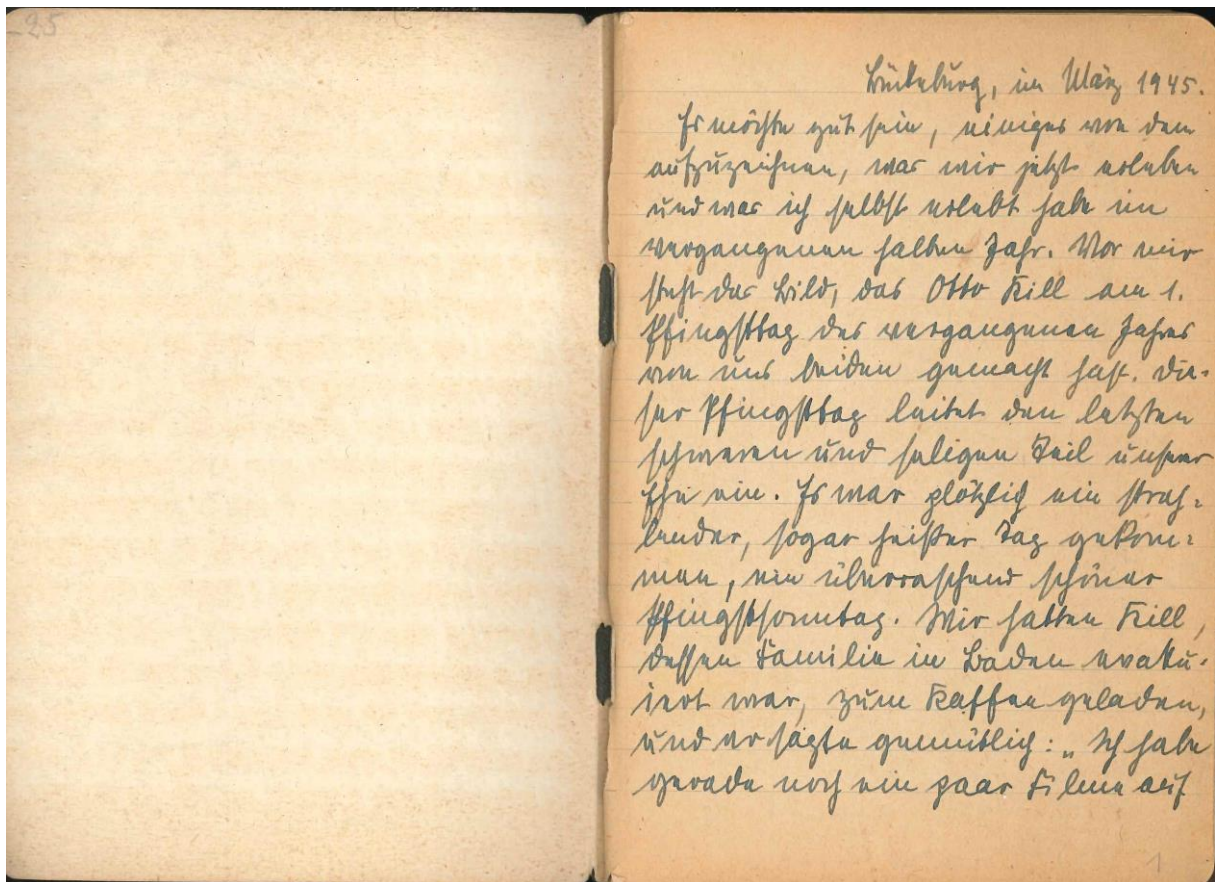 -25
Bückeburg, im März 1945.
Es möchte gut sein, einiges von dem
aufzuzeichnen, was wir jetzt erleben
und was ich selbst erlebt habe im
vergangenen halben Jahr. Vor mir
steht das Bild, das Otto Kill am 1.
Pfingsttag des vergangenen Jahres
von uns beiden gemacht hat. Die-
ser Pfingsttag leitet den letzten
schweren und seligen Teil unserer
Ehe ein. Es war plötzlich ein strah-
lender, sogar heißer Tag gekom-
men, ein überraschend schöner
Pfingstsonntag. Wir hatten Kill,
dessen Familie in Baden evaku-
iert war, zum Kaffee geladen,
und er sagte gemütlich: „Ich habe
gerade noch ein paar Filme auf
1